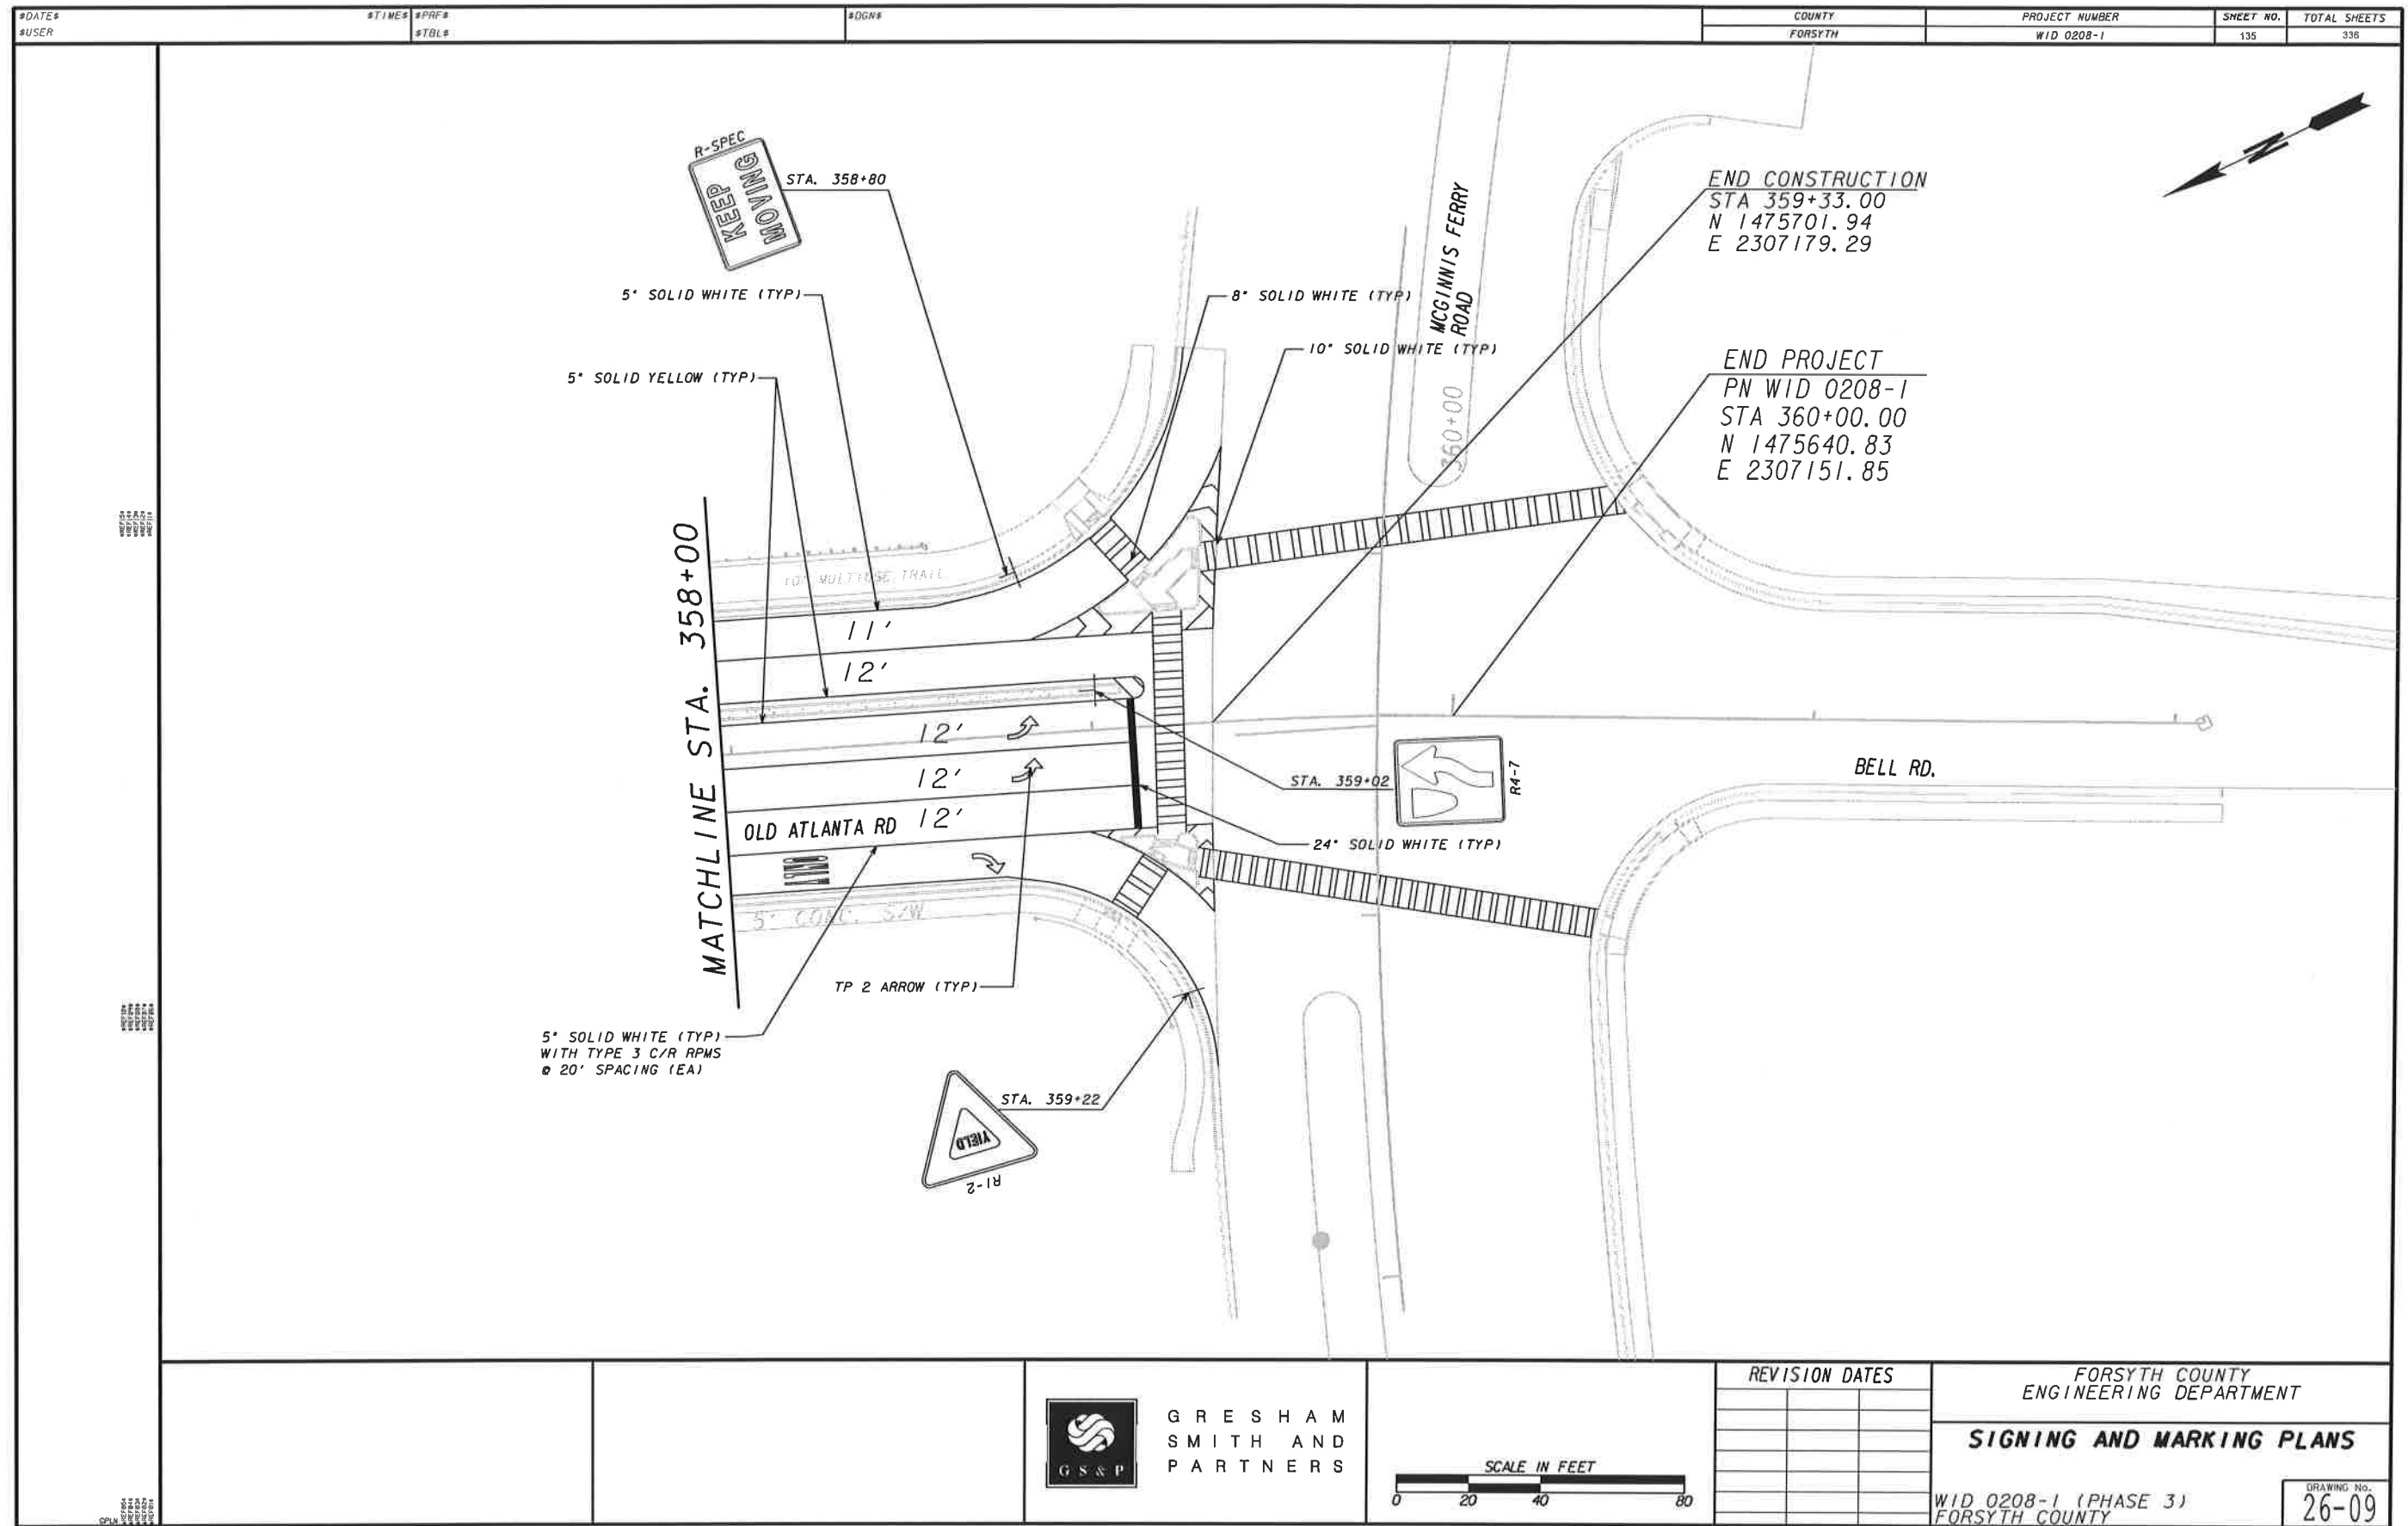 $DATE$
$TIME$
$PRF$
$DGN$
$USER
$TBL$
COUNTY
PROJECT NUMBER
SHEET NO.
TOTAL SHEETS
FORSYTH
WID 0208-1
135
336
R-SPEC
KEEP
MOVING
STA. 358+80
5" SOLID WHITE (TYP)
5" SOLID YELLOW (TYP)
8" SOLID WHITE (TYP)
10" SOLID WHITE (TYP)
MCGINNIS FERRY
ROAD
360+00
N
END CONSTRUCTION
STA 359+33.00
N 1475701.94
E 2307179.29
END PROJECT
PN WID 0208-1
STA 360+00.00
N 1475640.83
E 2307151.85
MATCHLINE STA. 358+00
10' MULTIUSE TRAIL
11'
12'
12'
12'
OLD ATLANTA RD 12'
ONLY
5' CONC. S/W
STA. 359+02
R4-7
BELL RD.
24" SOLID WHITE (TYP)
TP 2 ARROW (TYP)
5" SOLID WHITE (TYP)
WITH TYPE 3 C/R RPMS
@ 20' SPACING (EA)
STA. 359+22
YIELD
R1-2
GS&P
GRESHAM
SMITH AND
PARTNERS
SCALE IN FEET
0 20 40 80
REVISION DATES
FORSYTH COUNTY
ENGINEERING DEPARTMENT
SIGNING AND MARKING PLANS
WID 0208-1 (PHASE 3)
FORSYTH COUNTY
DRAWING No.
26-09